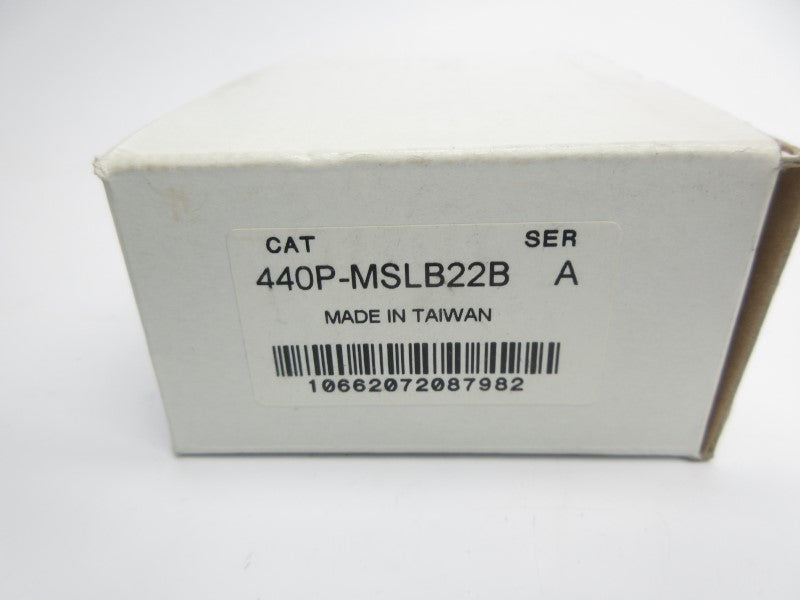 CAT SER
440P-MSLB22B A
MADE IN TAIWAN
10662072087982